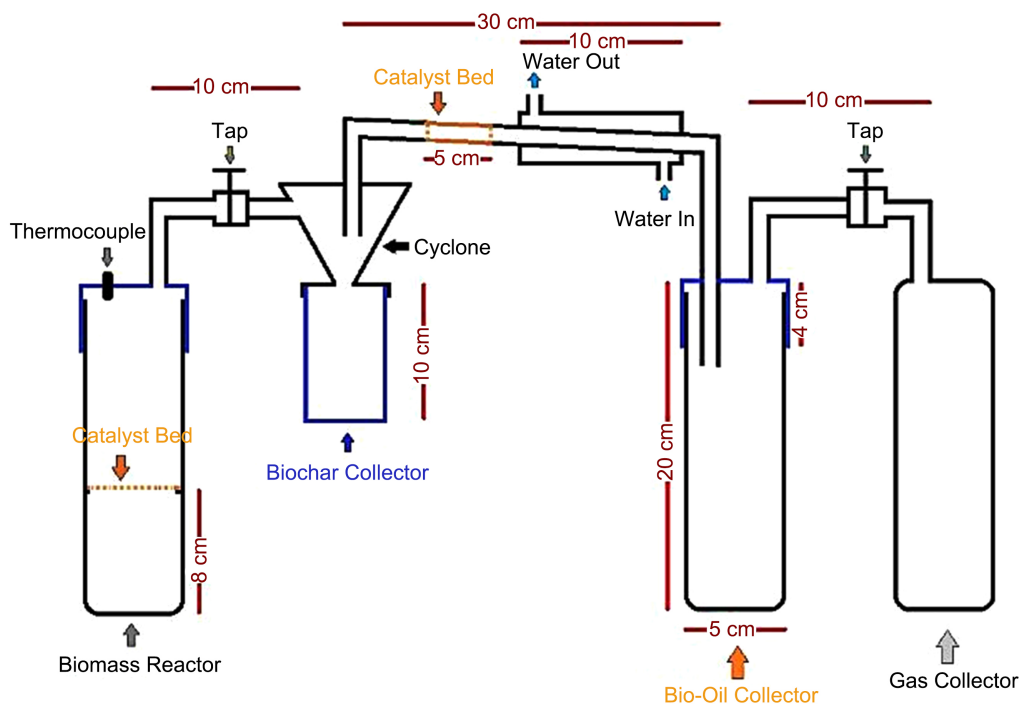 30 cm
10 cm
Water Out
Catalyst Bed
10 cm
10 cm
Tap
Tap
5 cm
Water In
Thermocouple
Cyclone
4 cm
10 cm
Catalyst Bed
20 cm
Biochar Collector
8 cm
5 cm
Biomass Reactor
Gas Collector
Bio-Oil Collector